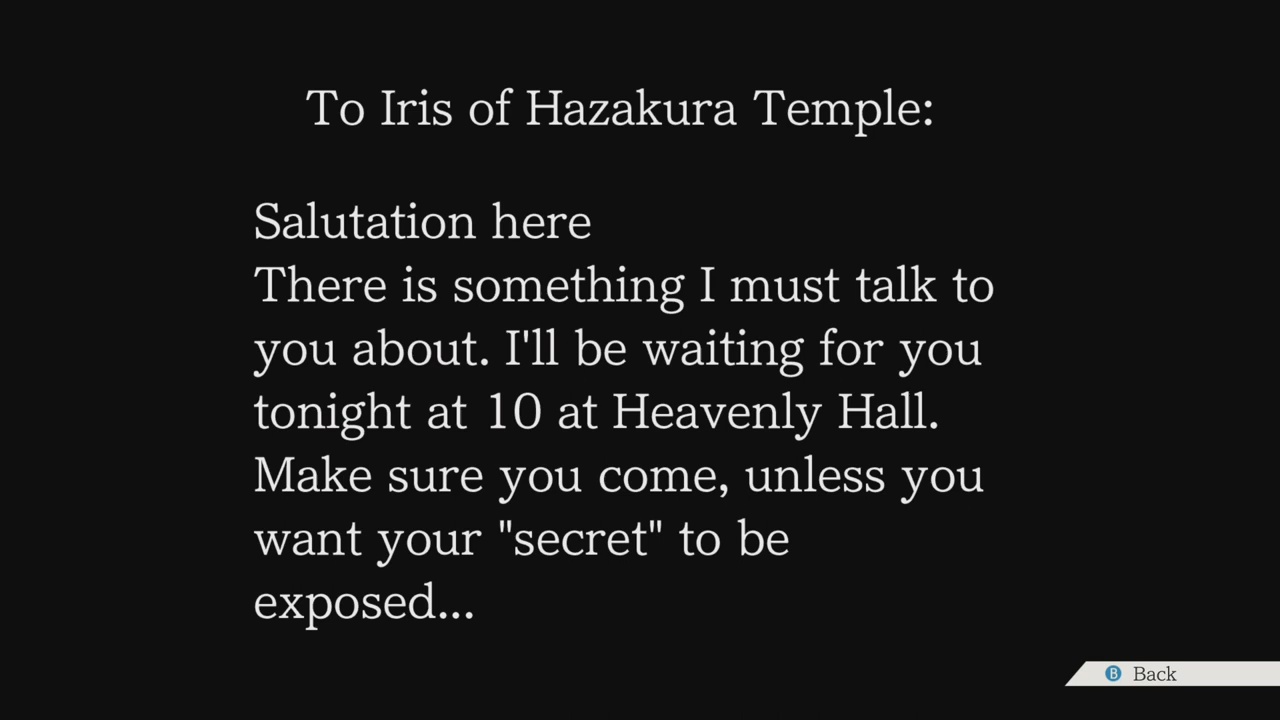 To Iris of Hazakura Temple:
Salutation here
There is something I must talk to
you about. I'll be waiting for you
tonight at 10 at Heavenly Hall.
Make sure you come, unless you
want your "secret" to be
exposed...
B Back